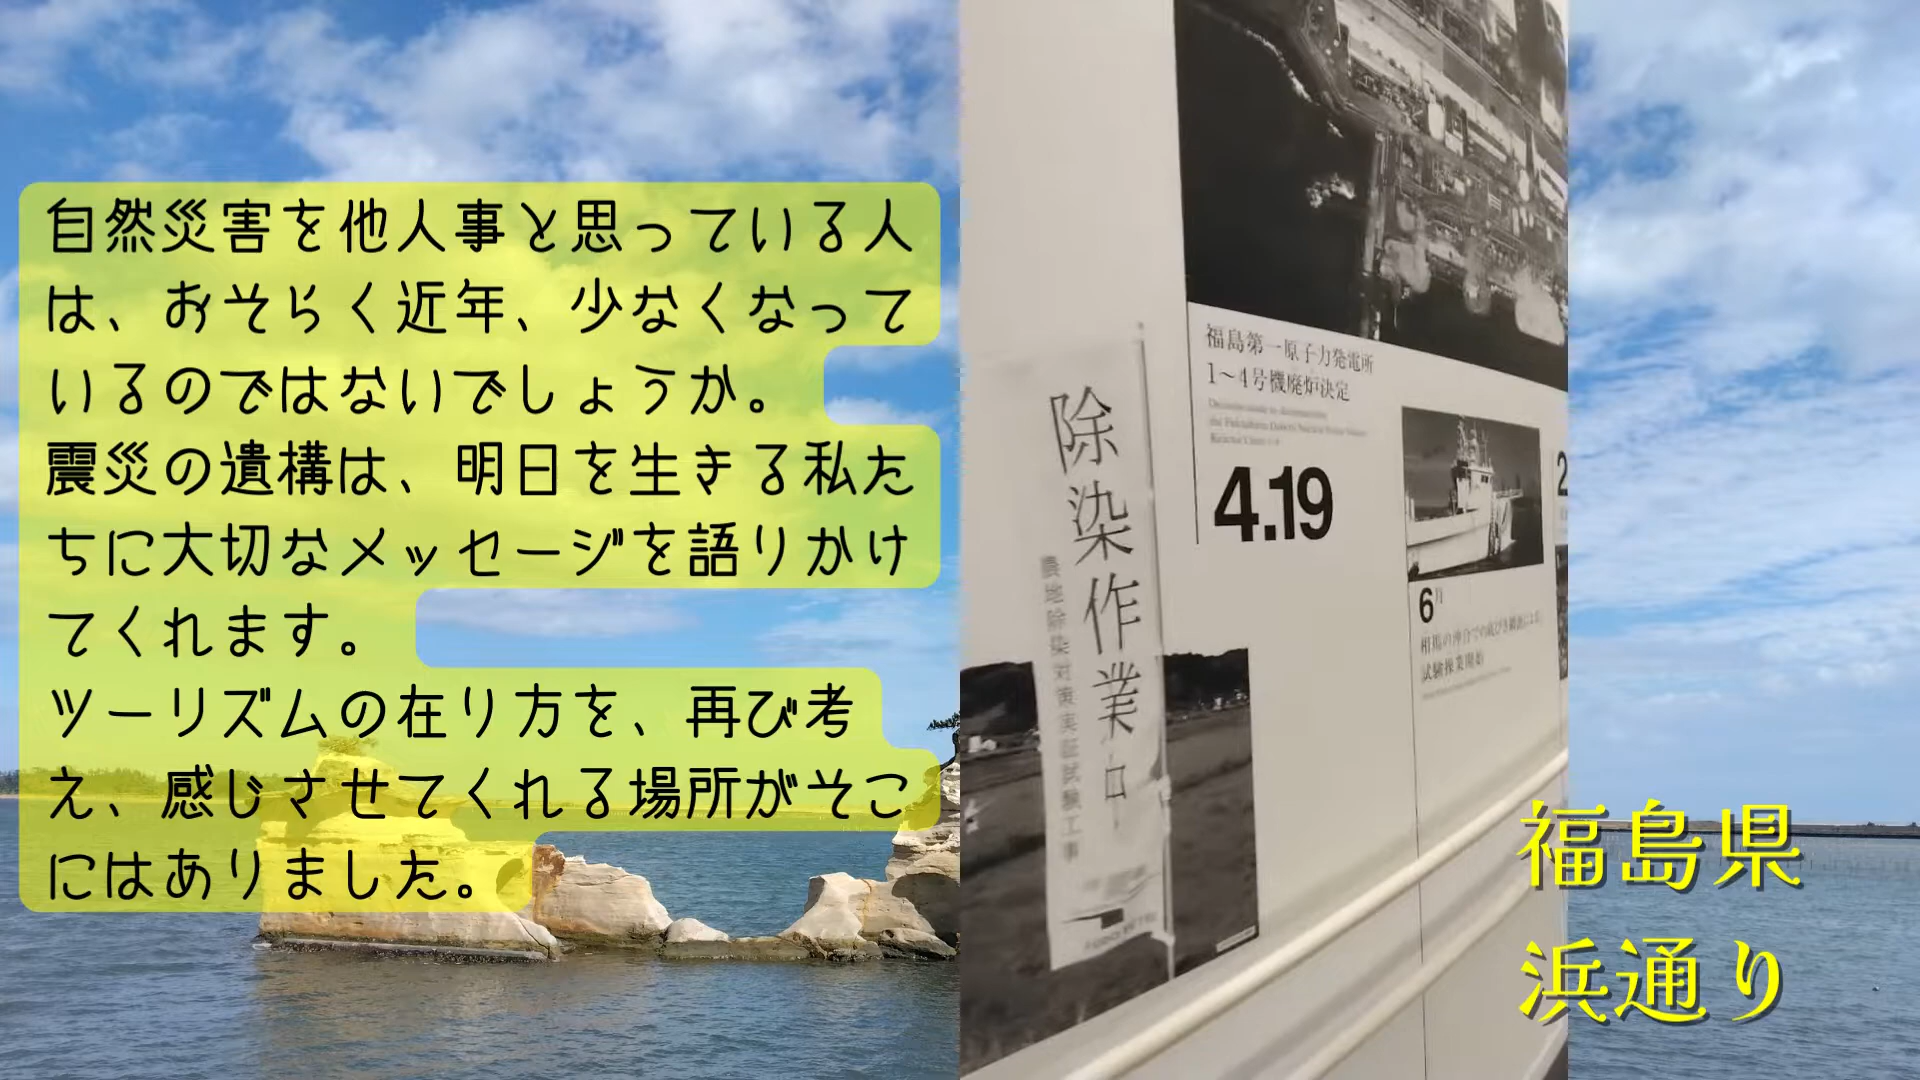 自然災害を他人事と思っている人
は、おそらく近年、少なくなって
いるのではないでしょうか。
震災の遺構は、明日を生きる私た
ちに大切なメッセージを語りかけ
てくれます。
ツーリズムの在り方を、再び考
え、感じさせてくれる場所がそこ
にはありました。
福島第一原子力発電所
1〜4号機廃炉決定
4.19
除染作業
農地除染対策実証試験工事
6月
試験操業開始
福島県
浜通り